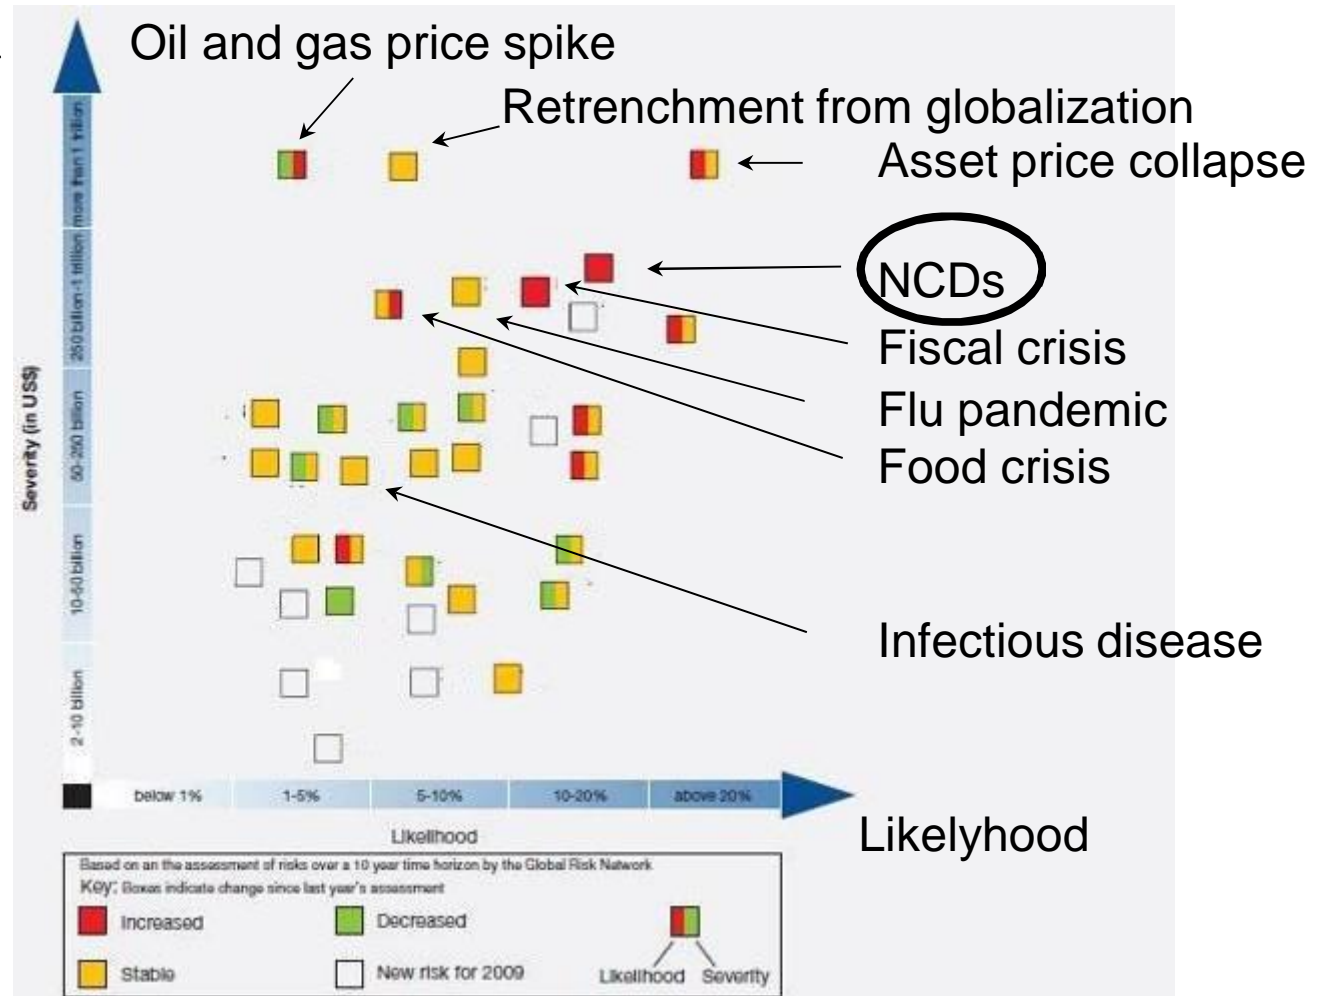 Oil and gas price spike
Retrenchment from globalization
Asset price collapse
NCDs
Fiscal crisis
Flu pandemic
Food crisis
Infectious disease
Severity (in US$)
more than 1 trillion
250 billion-1 trillion
50-250 billion
10-50 billion
2-10 billion
below 1%
1-5%
5-10%
10-20%
above 20%
Likelihood
Likelyhood
Based on an the assessment of risks over a 10 year time horizon by the Global Risk Network
Key: Boxes indicate change since last year's assessment
Increased
Decreased
Stable
New risk for 2009
Likelihood Severity